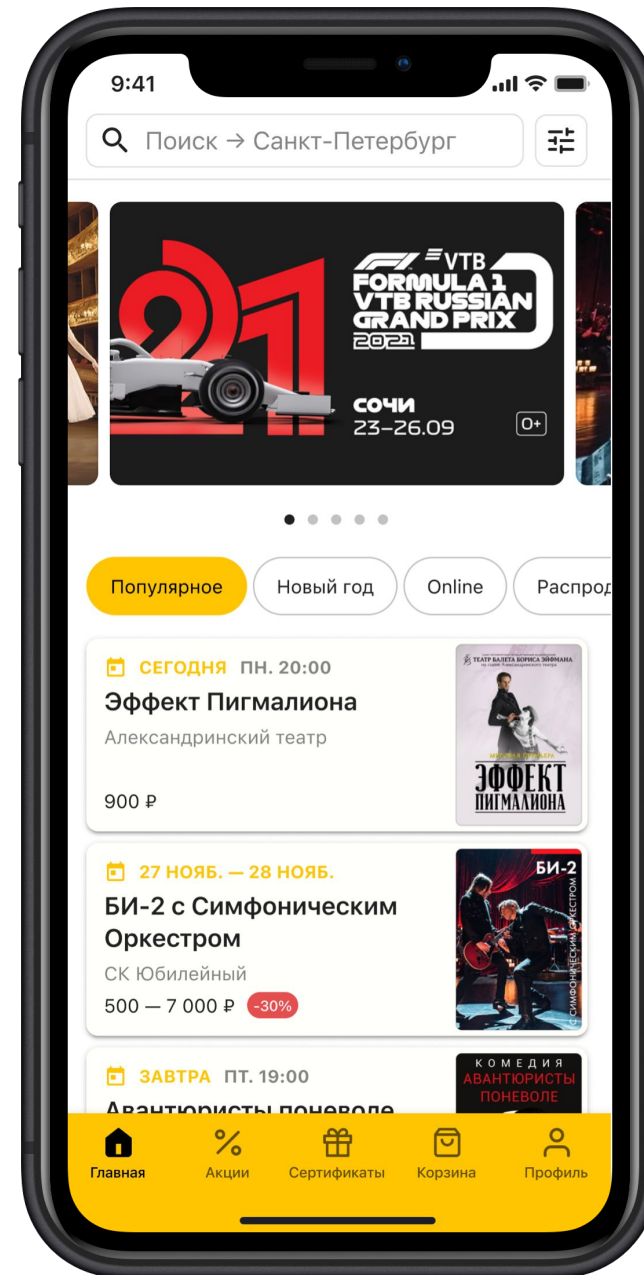 9:41
Поиск → Санкт-Петербург
VTB
FORMULA 1
VTB RUSSIAN
GRAND PRIX
2021
21
СОЧИ
23–26.09
0+
Популярное
Новый год
Online
Распрод
СЕГОДНЯ ПН. 20:00
Эффект Пигмалиона
Александринский театр
900 ₽
ТЕАТР БАЛЕТА БОРИСА ЭЙФМАНА
ЭФФЕКТ
ПИГМАЛИОНА
27 НОЯБ. — 28 НОЯБ.
БИ-2 с Симфоническим
Оркестром
СК Юбилейный
500 — 7 000 ₽ -30%
БИ-2
С СИМФОНИЧЕСКИМ ОРКЕСТРОМ
ЗАВТРА ПТ. 19:00
Авантюристы поневоле
КОМЕДИЯ
АВАНТЮРИСТЫ
ПОНЕВОЛЕ
Главная
Акции
Сертификаты
Корзина
Профиль